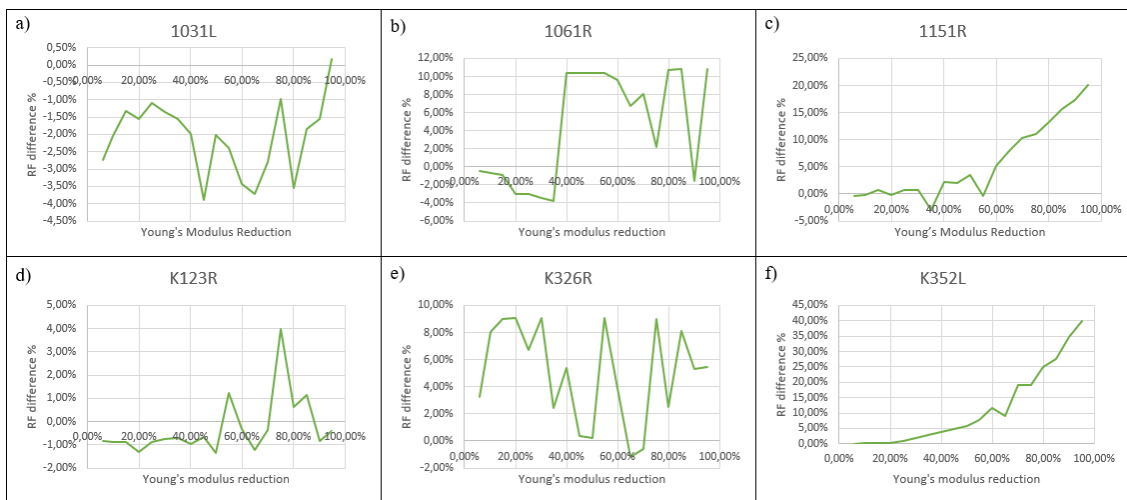 a)
1031L
0,50%
0,00%
-0,50%
-1,00%
-1,50%
-2,00%
-2,50%
-3,00%
-3,50%
-4,00%
-4,50%
0,00% 20,00% 40,00% 60,00% 80,00% 100,00%
RF difference %
Young's Modulus Reduction
b)
1061R
12,00%
10,00%
8,00%
6,00%
4,00%
2,00%
0,00%
-2,00%
-4,00%
-6,00%
0,00% 20,00% 40,00% 60,00% 80,00% 100,00%
RF difference %
Young's modulus reduction
c)
1151R
25,00%
20,00%
15,00%
10,00%
5,00%
0,00%
-5,00%
0,00% 20,00% 40,00% 60,00% 80,00% 100,00%
RF difference %
Young's Modulus Reduction
d)
K123R
5,00%
4,00%
3,00%
2,00%
1,00%
0,00%
-1,00%
-2,00%
0,00% 20,00% 40,00% 60,00% 80,00% 100,00%
RF difference %
Young's modulus reduction
e)
K326R
10,00%
8,00%
6,00%
4,00%
2,00%
0,00%
-2,00%
0,00% 20,00% 40,00% 60,00% 80,00% 100,00%
RF difference %
Young's modulus reduction
f)
K352L
45,00%
40,00%
35,00%
30,00%
25,00%
20,00%
15,00%
10,00%
5,00%
0,00%
0,00% 20,00% 40,00% 60,00% 80,00% 100,00%
RF difference %
Young's modulus reduction